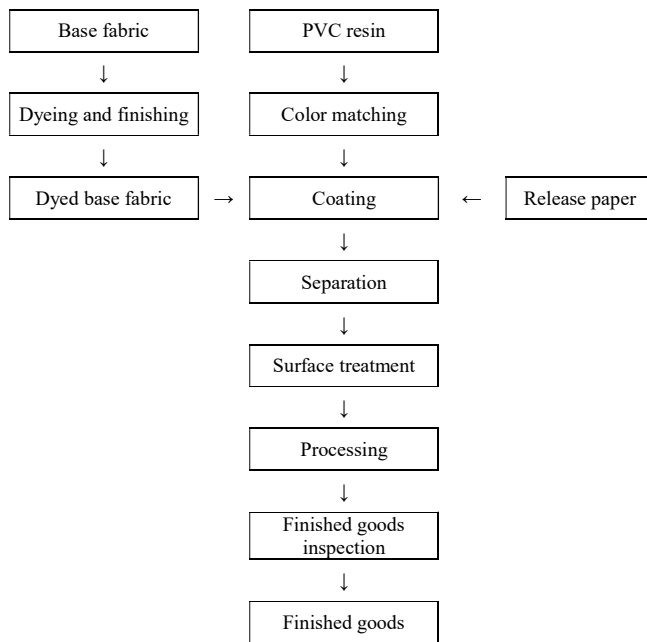 Base fabric
PVC resin
↓
↓
Dyeing and finishing
Color matching
↓
↓
Dyed base fabric
→
Coating
←
Release paper
↓
Separation
↓
Surface treatment
↓
Processing
↓
Finished goods
inspection
↓
Finished goods